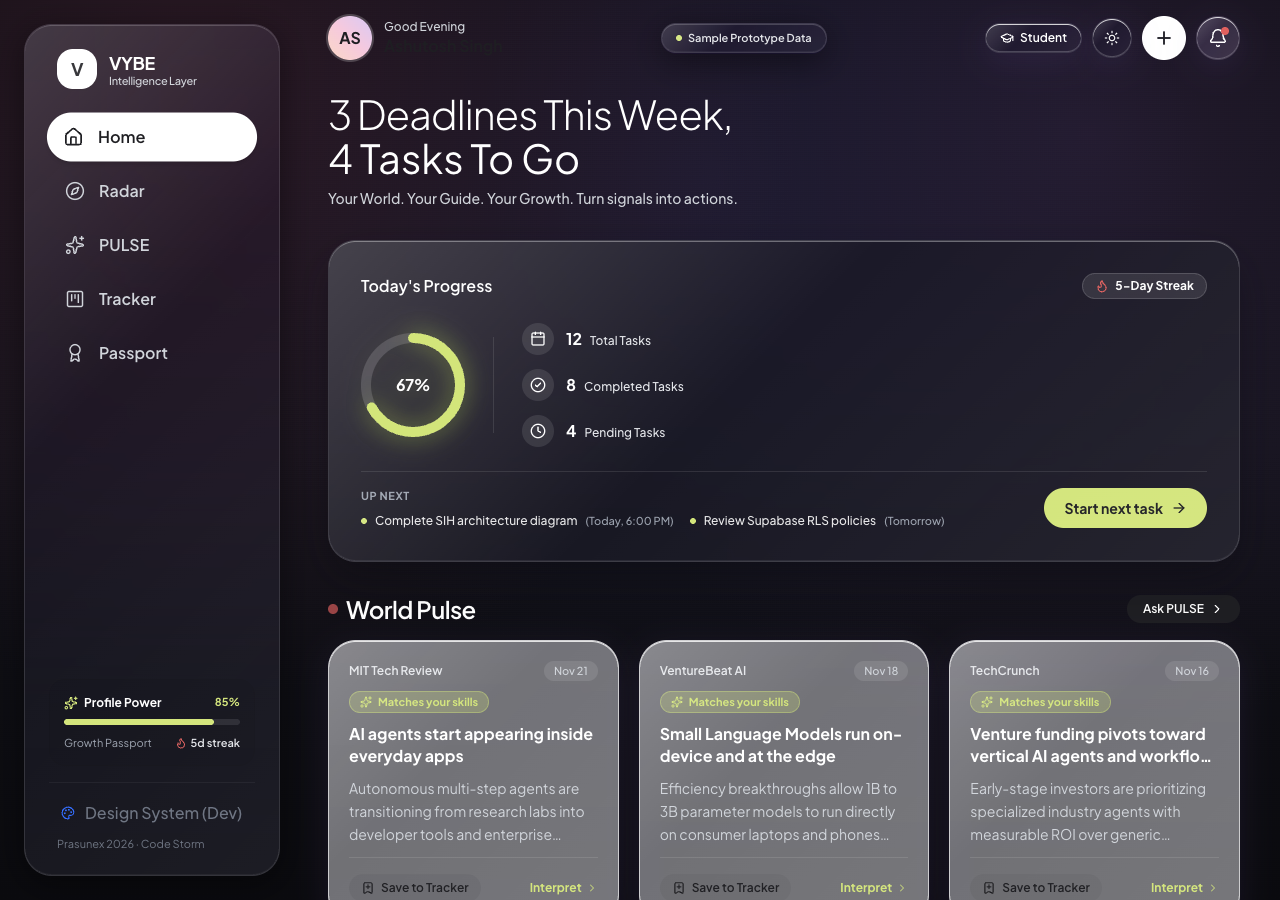 V
VYBE
Intelligence Layer
Home
Radar
PULSE
Tracker
Passport
Profile Power
85%
Growth Passport
5d streak
Design System (Dev)
Prasunex 2026 · Code Storm
AS
Good Evening
Sample Prototype Data
Student
3 Deadlines This Week,
4 Tasks To Go
Your World. Your Guide. Your Growth. Turn signals into actions.
Today's Progress
5-Day Streak
67%
12 Total Tasks
8 Completed Tasks
4 Pending Tasks
UP NEXT
Complete SIH architecture diagram (Today, 6:00 PM)
Review Supabase RLS policies (Tomorrow)
Start next task
World Pulse
Ask PULSE
MIT Tech Review
Nov 21
Matches your skills
AI agents start appearing inside
everyday apps
Autonomous multi-step agents are
transitioning from research labs into
developer tools and enterprise...
Save to Tracker
Interpret
VentureBeat AI
Nov 18
Matches your skills
Small Language Models run on-
device and at the edge
Efficiency breakthroughs allow 1B to
3B parameter models to run directly
on consumer laptops and phones...
Save to Tracker
Interpret
TechCrunch
Nov 16
Matches your skills
Venture funding pivots toward
vertical AI agents and workflo...
Early-stage investors are prioritizing
specialized industry agents with
measurable ROI over generic...
Save to Tracker
Interpret